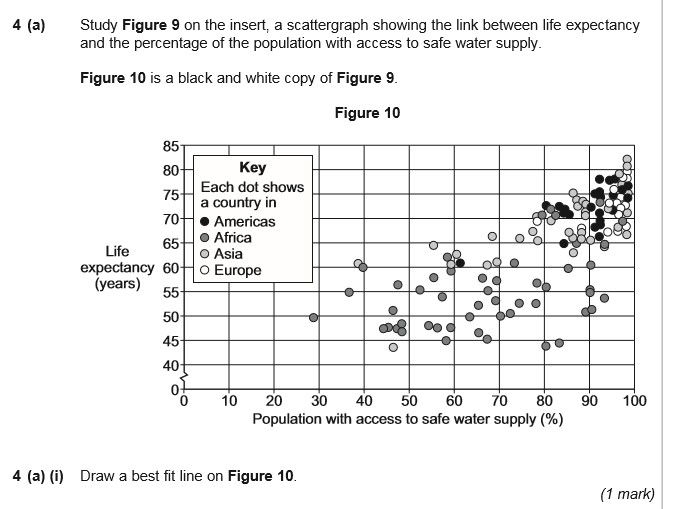 4 (a) Study Figure 9 on the insert, a scattergraph showing the link between life expectancy
and the percentage of the population with access to safe water supply.
Figure 10 is a black and white copy of Figure 9.
Figure 10
85
80
75
70
65
60
55
50
45
40
0
Life
expectancy
(years)
Key
Each dot shows
a country in
Americas
Africa
Asia
Europe
0 10 20 30 40 50 60 70 80 90 100
Population with access to safe water supply (%)
4 (a) (i) Draw a best fit line on Figure 10.
(1 mark)